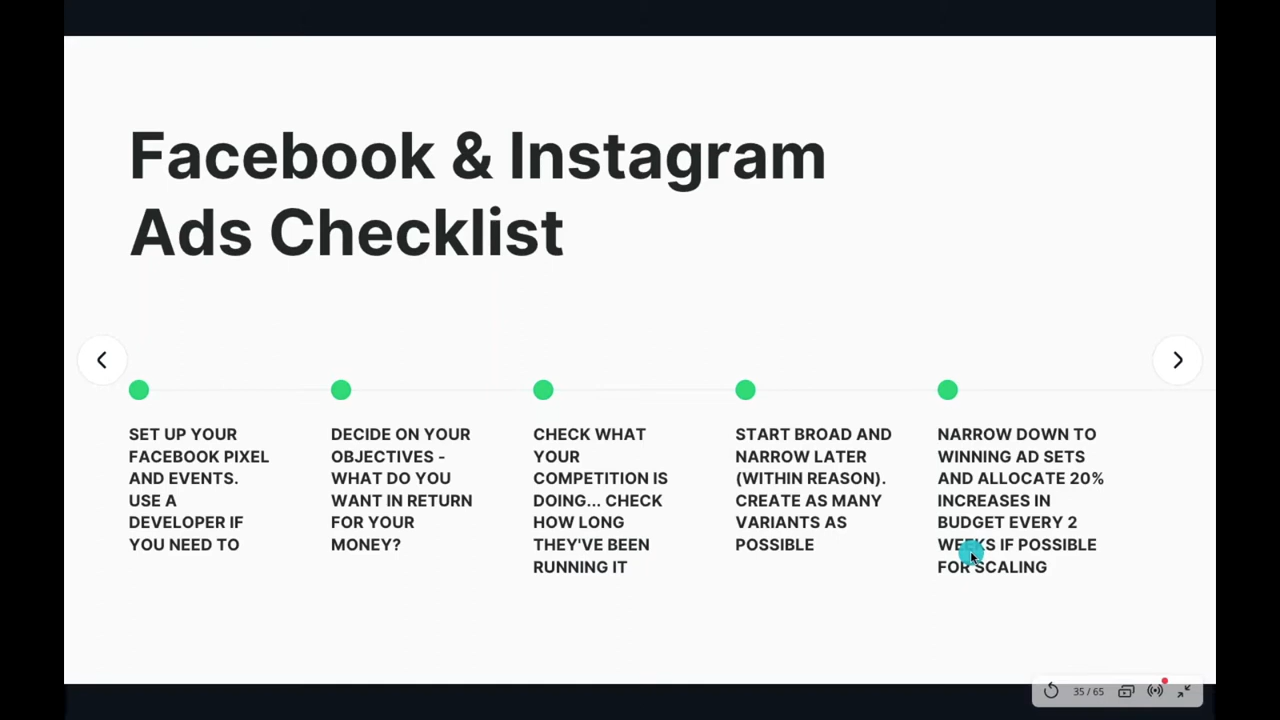 Facebook & Instagram
Ads Checklist
SET UP YOUR
FACEBOOK PIXEL
AND EVENTS.
USE A
DEVELOPER IF
YOU NEED TO
DECIDE ON YOUR
OBJECTIVES -
WHAT DO YOU
WANT IN RETURN
FOR YOUR
MONEY?
CHECK WHAT
YOUR
COMPETITION IS
DOING... CHECK
HOW LONG
THEY'VE BEEN
RUNNING IT
START BROAD AND
NARROW LATER
(WITHIN REASON).
CREATE AS MANY
VARIANTS AS
POSSIBLE
NARROW DOWN TO
WINNING AD SETS
AND ALLOCATE 20%
INCREASES IN
BUDGET EVERY 2
WEEKS IF POSSIBLE
FOR SCALING
35 / 65